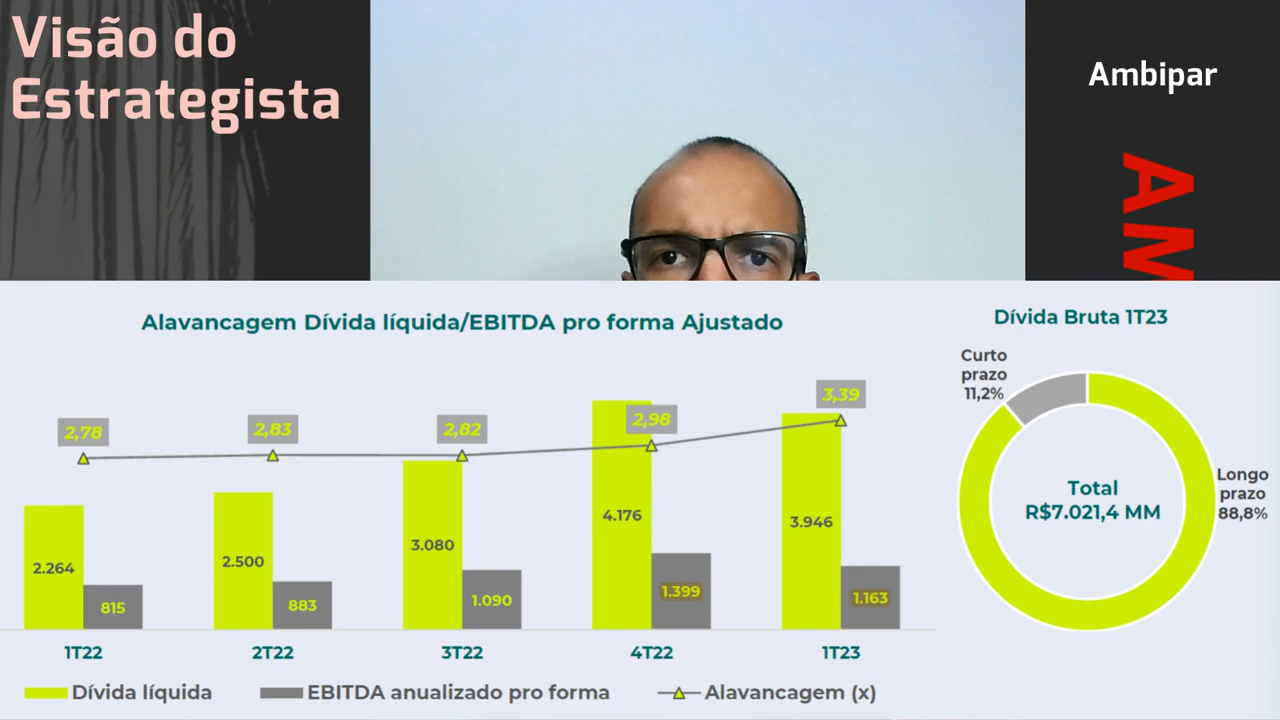 Visão do
Estrategista
Ambipar
AM
Alavancagem Dívida líquida/EBITDA pro forma Ajustado
2,78
2,83
2,82
2,98
3,39
2.264
815
2.500
883
3.080
1.090
4.176
1.399
3.946
1.163
1T22
2T22
3T22
4T22
1T23
Dívida líquida
EBITDA anualizado pro forma
Alavancagem (x)
Dívida Bruta 1T23
Curto
prazo
11,2%
Total
R$7.021,4 MM
Longo
prazo
88,8%